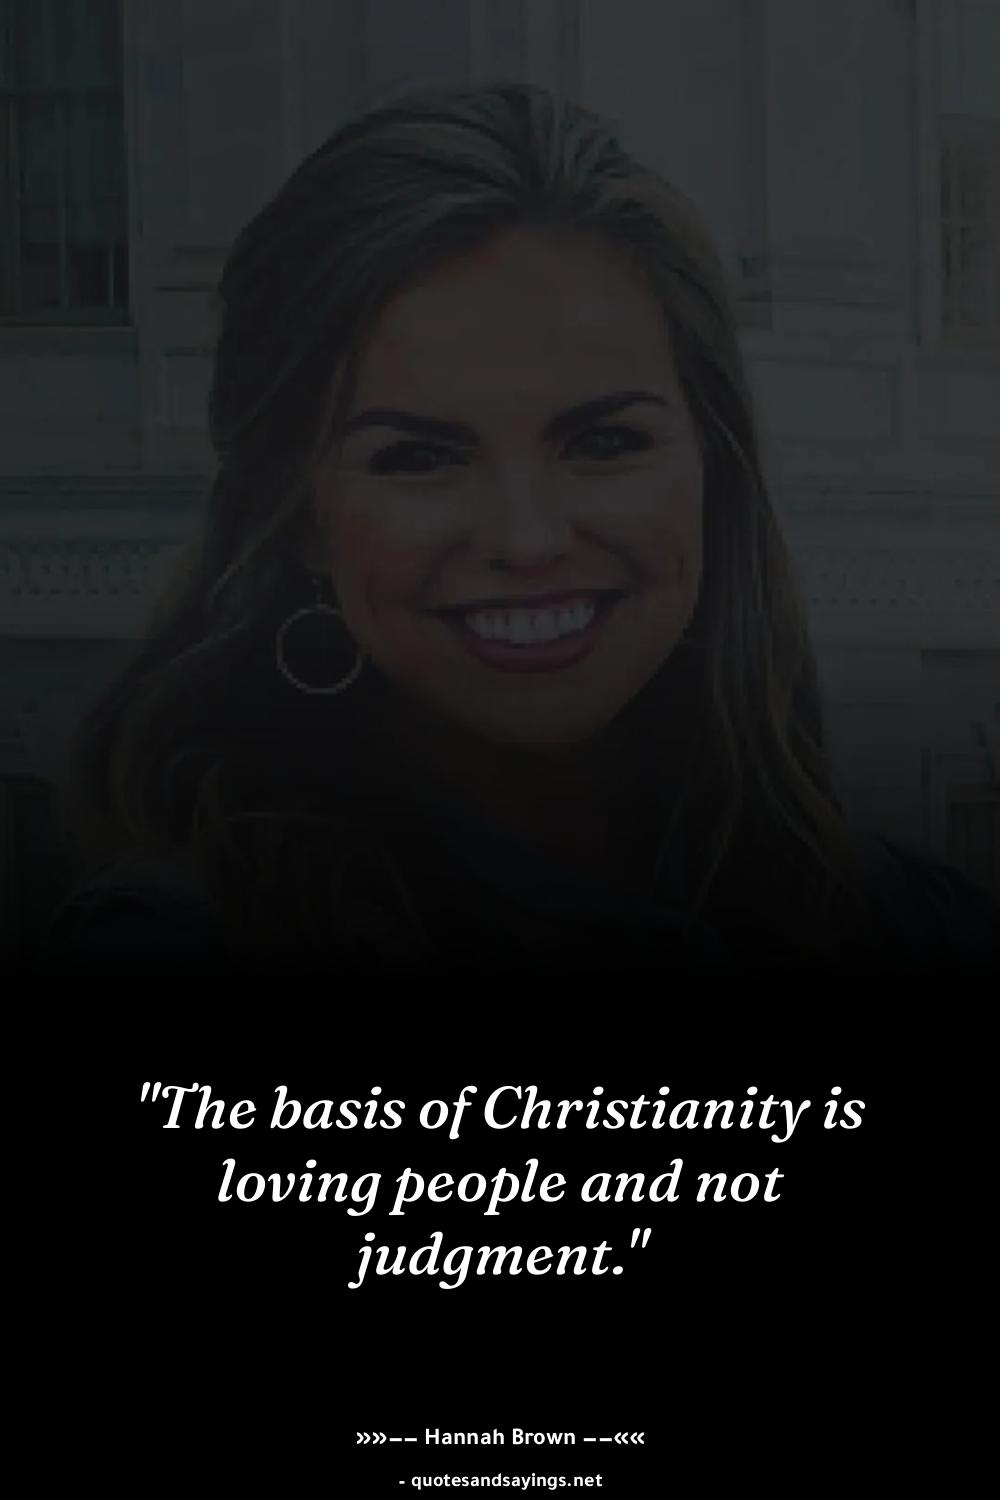 "The basis of Christianity is
loving people and not
judgment."
»»–– Hannah Brown ––««
- quotesandsayings.net